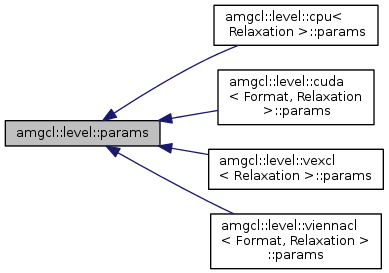 amgcl::level::params
amgcl::level::cpu<
Relaxation >::params
amgcl::level::cuda
< Format, Relaxation
>::params
amgcl::level::vexcl
< Relaxation >::params
amgcl::level::viennacl
< Format, Relaxation >
::params